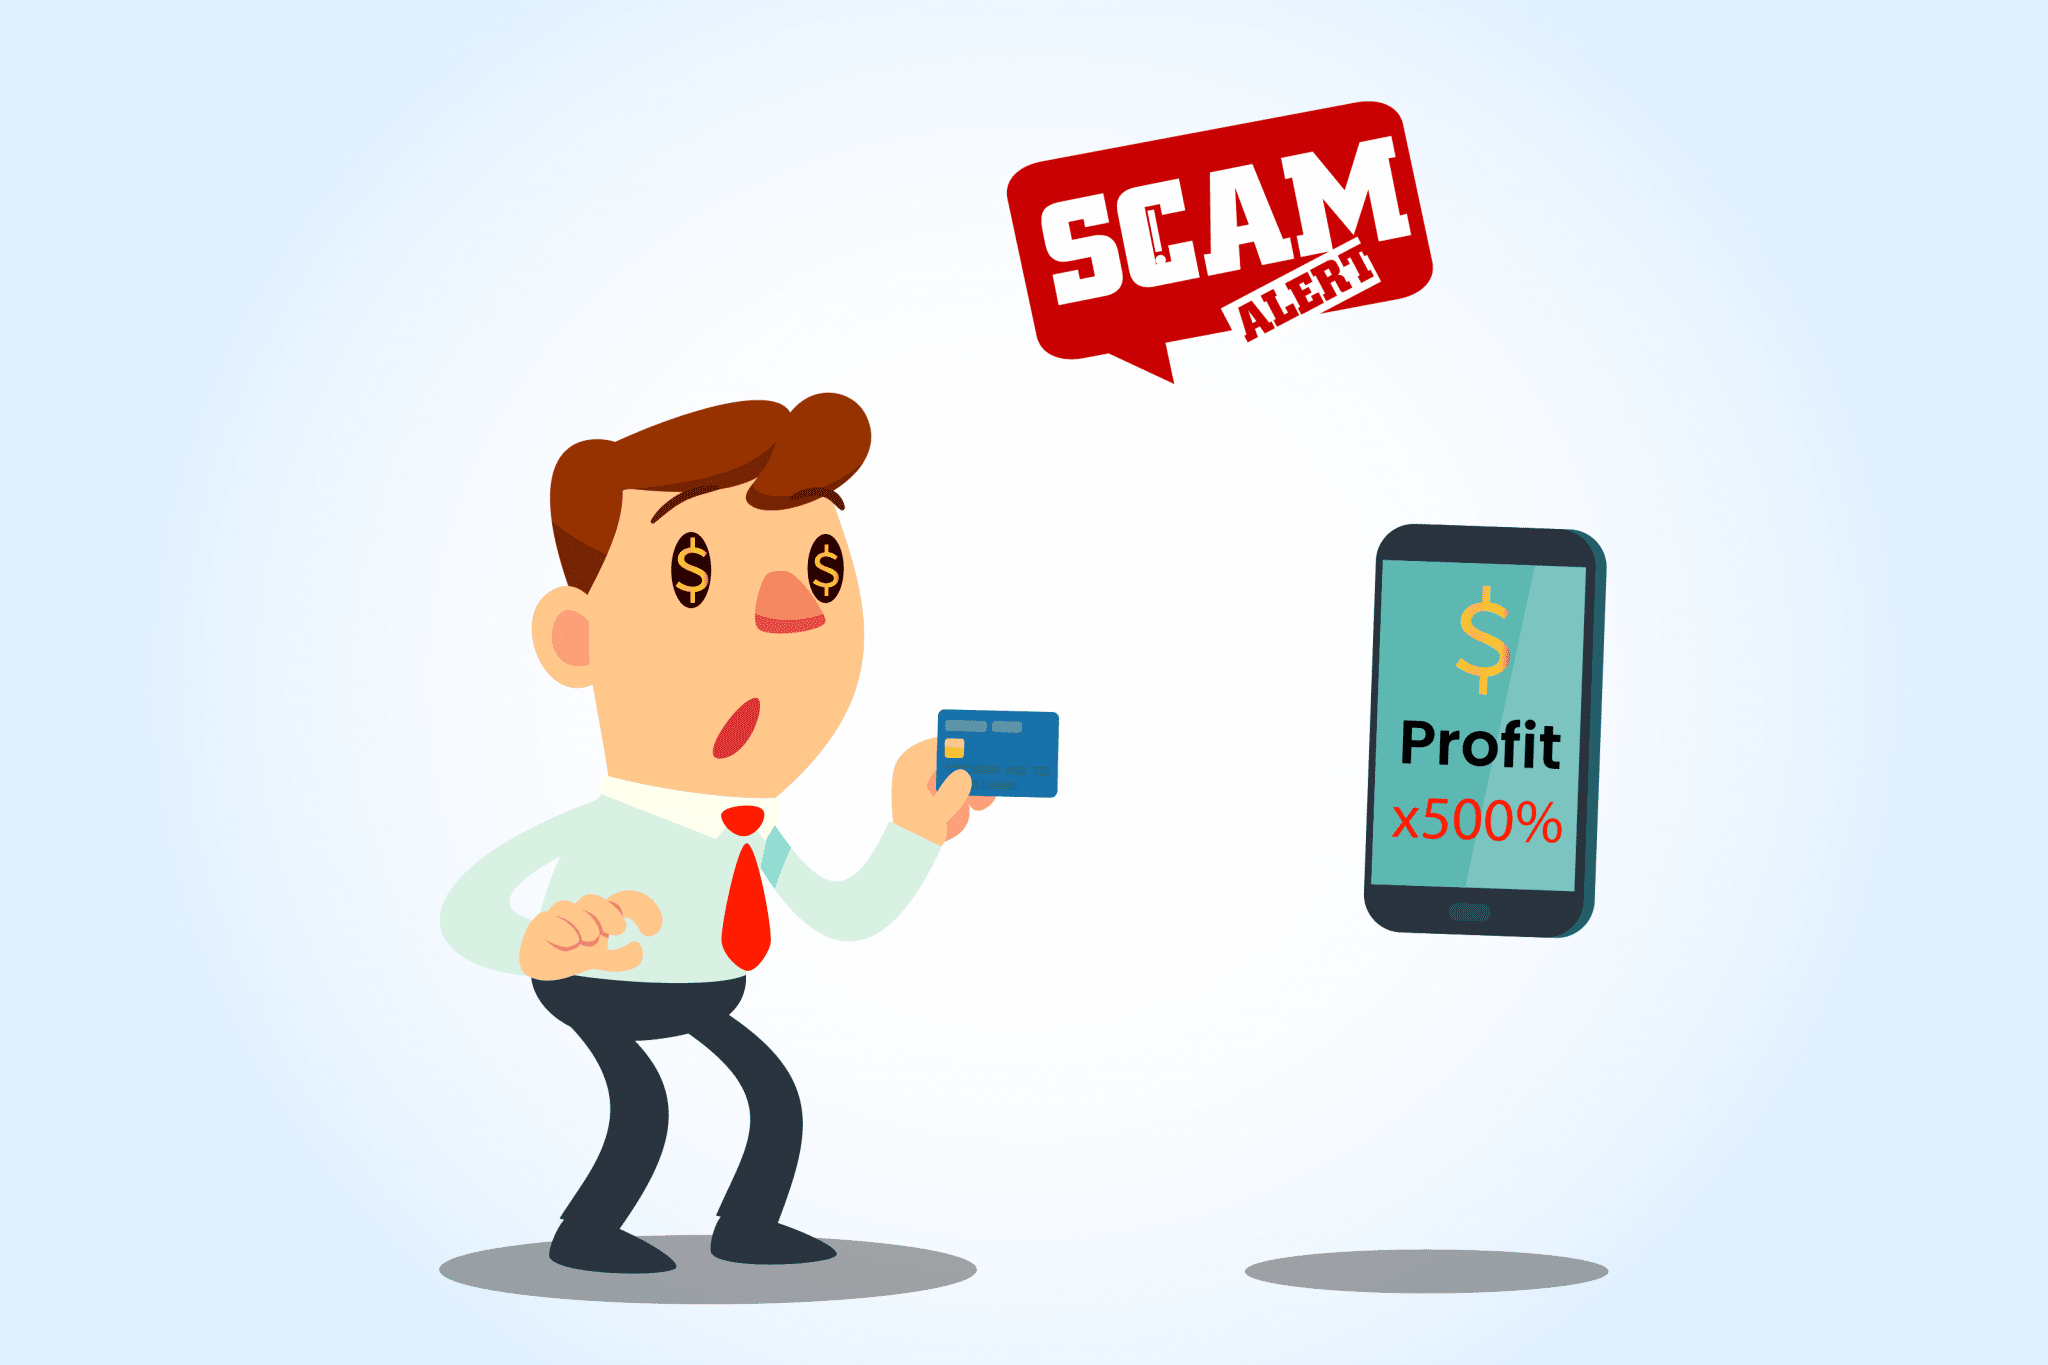 SCAM
ALERT
$ $
$
Profit
x500%